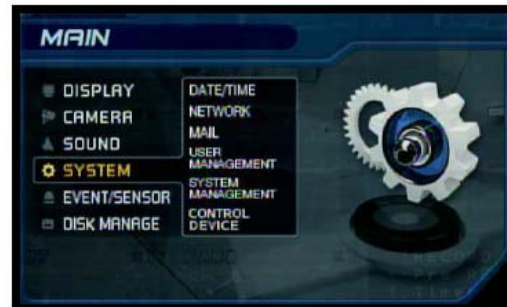 MAIN
DISPLAY
CAMERA
SOUND
SYSTEM
EVENT/SENSOR
DISK MANAGE
DATE/TIME
NETWORK
MAIL
USER
MANAGEMENT
SYSTEM
MANAGEMENT
CONTROL
DEVICE